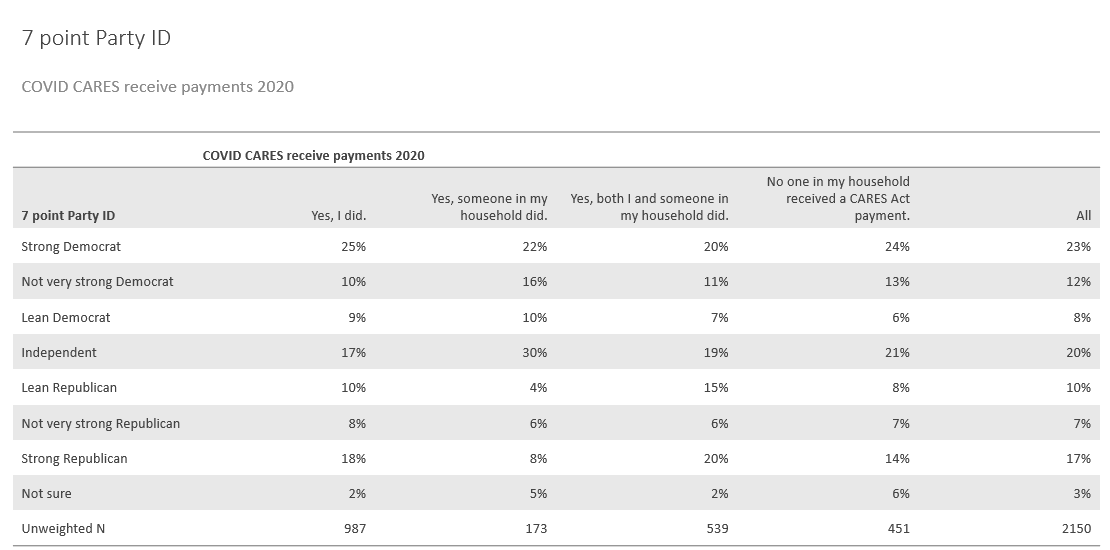 7 point Party ID
COVID CARES receive payments 2020
COVID CARES receive payments 2020
7 point Party ID Yes, I did. Yes, someone in my household did. Yes, both I and someone in my household did. No one in my household received a CARES Act payment. All
Strong Democrat 25% 22% 20% 24% 23%
Not very strong Democrat 10% 16% 11% 13% 12%
Lean Democrat 9% 10% 7% 6% 8%
Independent 17% 30% 19% 21% 20%
Lean Republican 10% 4% 15% 8% 10%
Not very strong Republican 8% 6% 6% 7% 7%
Strong Republican 18% 8% 20% 14% 17%
Not sure 2% 5% 2% 6% 3%
Unweighted N 987 173 539 451 2150